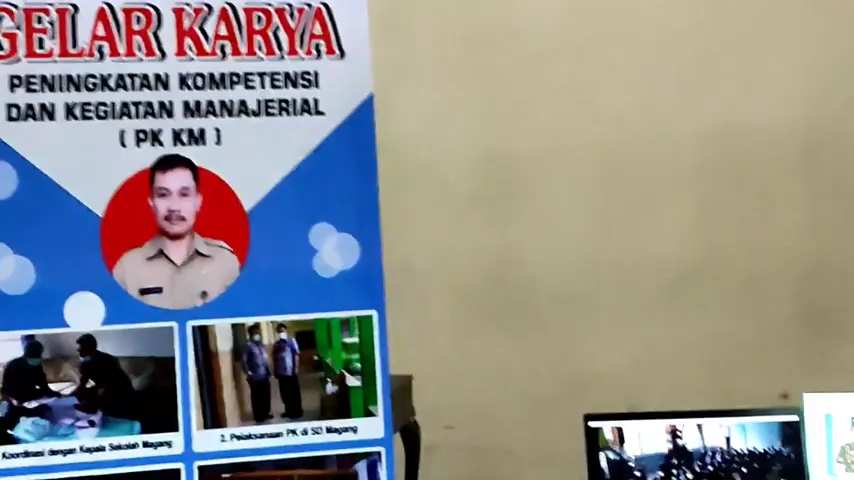 GELAR KARYA
PENINGKATAN KOMPETENSI
DAN KEGIATAN MANAJERIAL
( PK KM )
Koordinasi dengan Kepala Sekolah Magang
2. Pelaksanaan PK di SD Magang